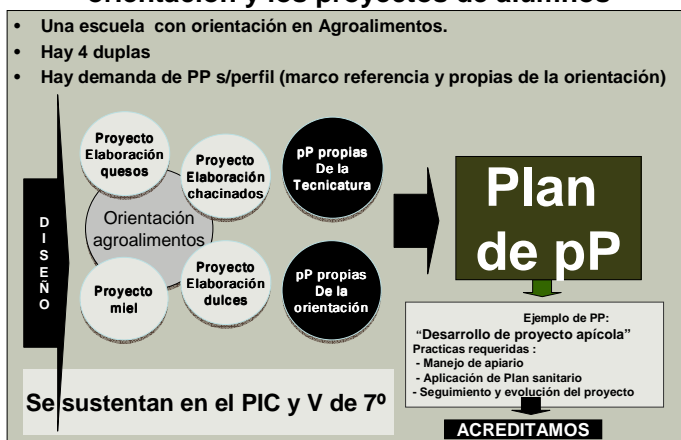 orientación y los proyectos de alumnos
• Una escuela con orientación en Agroalimentos.
• Hay 4 duplas
• Hay demanda de PP s/perfil (marco referencia y propias de la orientación)
DISEÑO
Proyecto
Elaboración
quesos
Proyecto
Elaboración
chacinados
pP propias
De la
Tecnicatura
Orientación
agroalimentos
Proyecto
miel
Proyecto
Elaboración
dulces
pP propias
De la
orientación
Plan
de pP
Ejemplo de PP:
"Desarrollo de proyecto apícola"
Practicas requeridas :
- Manejo de apiario
- Aplicación de Plan sanitario
- Seguimiento y evolución del proyecto
Se sustentan en el PIC y V de 7º
ACREDITAMOS